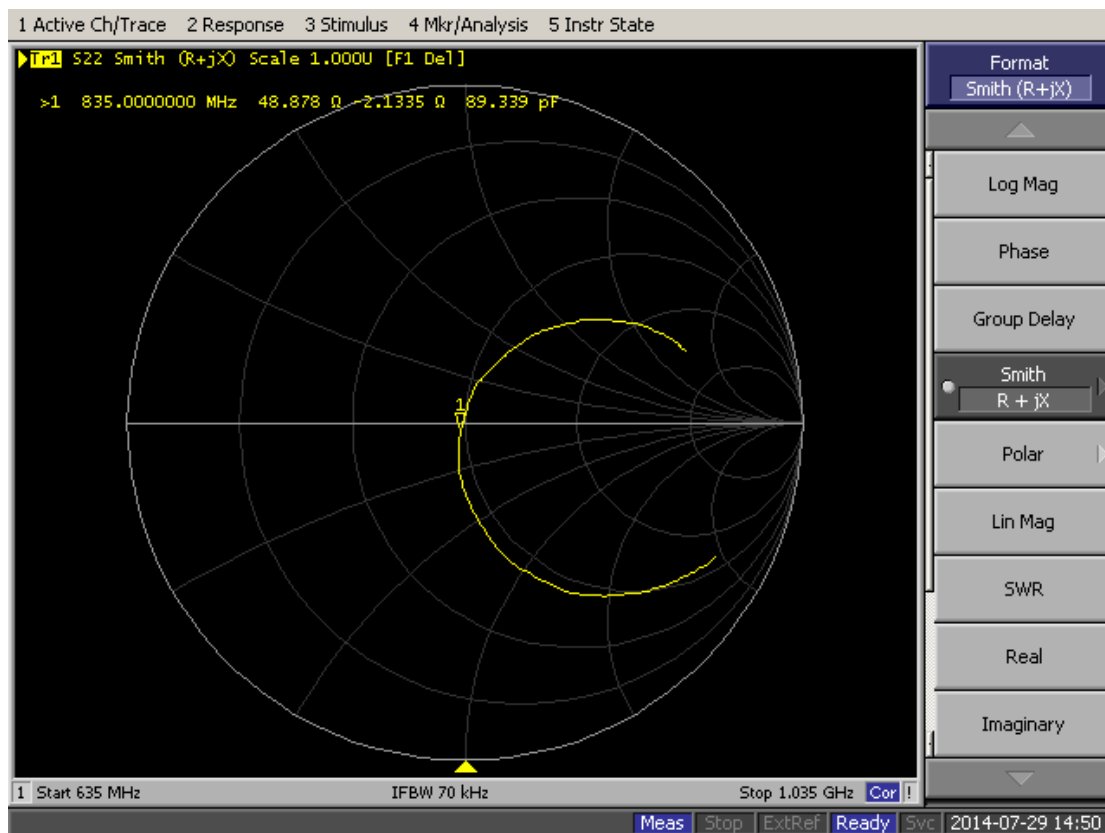 1 Active Ch/Trace 2 Response 3 Stimulus 4 Mkr/Analysis 5 Instr State
Tr1 S22 Smith (R+jX) Scale 1.000U [F1 Del]
>1 835.0000000 MHz 48.878 Ω -2.1335 Ω 89.339 pF
1
Format
Smith (R+jX)
Log Mag
Phase
Group Delay
Smith
R + jX
Polar
Lin Mag
SWR
Real
Imaginary
1 Start 635 MHz IFBW 70 kHz Stop 1.035 GHz Cor !
Meas Stop ExtRef Ready Svc 2014-07-29 14:50